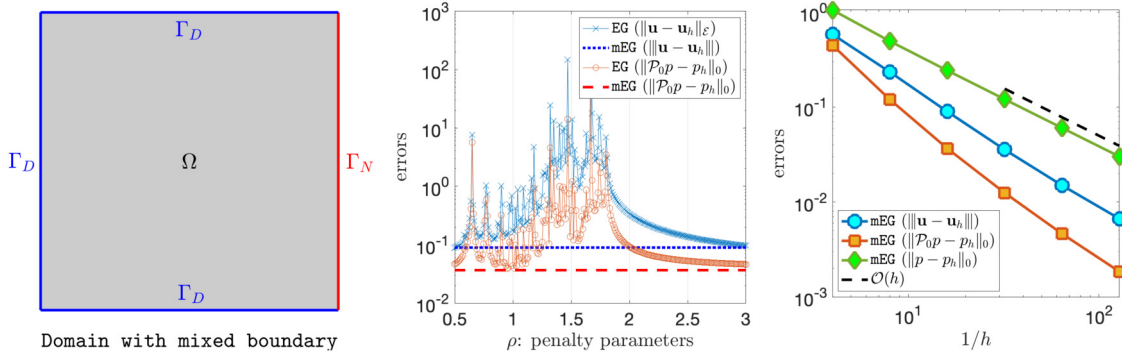 Γ_D
Γ_D
Ω
Γ_N
Γ_D
Domain with mixed boundary
10^3
10^2
10^1
10^0
10^-1
10^-2
errors
0.5
1
1.5
2
2.5
3
ρ: penalty parameters
EG (‖u − u_h‖_ℰ)
mEG (|||u − u_h|||)
EG (‖𝒫_0 p − p_h‖_0)
mEG (‖𝒫_0 p − p_h‖_0)
10^0
10^-1
10^-2
10^-3
errors
10^1
10^2
1/h
mEG (|||u − u_h|||)
mEG (‖𝒫_0 p − p_h‖_0)
mEG (‖p − p_h‖_0)
𝒪(h)